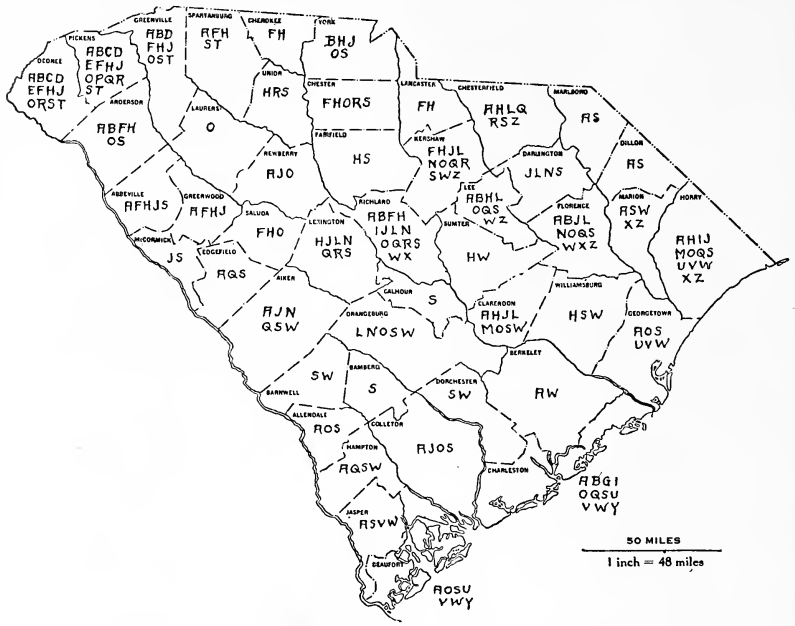 OCONEE
ABCD
EFHJ
ORST
PICKENS
ABCD
EFHJ
OPQR
ST
GREENVILLE
ABD
FHJ
OST
SPARTANBURG
AFH
ST
CHEROKEE
FH
YORK
BHJ
OS
ANDERSON
ABFH
OS
LAURENS
O
UNION
HRS
CHESTER
FHORS
LANCASTER
FH
CHESTERFIELD
AHLQ
RSZ
MARLBORO
AS
DILLON
AS
ABBEVILLE
AFHJS
GREENWOOD
AFHJ
NEWBERRY
AJO
FAIRFIELD
HS
KERSHAW
FHJL
NOQR
SWZ
DARLINGTON
JLNS
LEE
ABHL
OQS
WZ
FLORENCE
ABJL
NOQS
WXZ
MARION
ASW
XZ
HORRY
AHIJ
MOQS
UVW
XZ
McCORMICK
JS
EDGEFIELD
AQS
SALUDA
FHO
LEXINGTON
HJLN
QRS
RICHLAND
ABFH
IJLN
OQRS
WX
SUMTER
HW
AIKEN
AJN
QSW
CALHOUN
S
ORANGEBURG
LNOSW
CLARENDON
AHJL
MOSW
WILLIAMSBURG
HSW
GEORGETOWN
AOS
UVW
BARNWELL
SW
BAMBERG
S
DORCHESTER
SW
BERKELEY
AW
ALLENDALE
AOS
HAMPTON
AQSW
COLLETON
AJOS
CHARLESTON
ABGI
OQSU
VWY
JASPER
ASVW
BEAUFORT
AOSU
VWY
50 MILES
1 inch = 48 miles